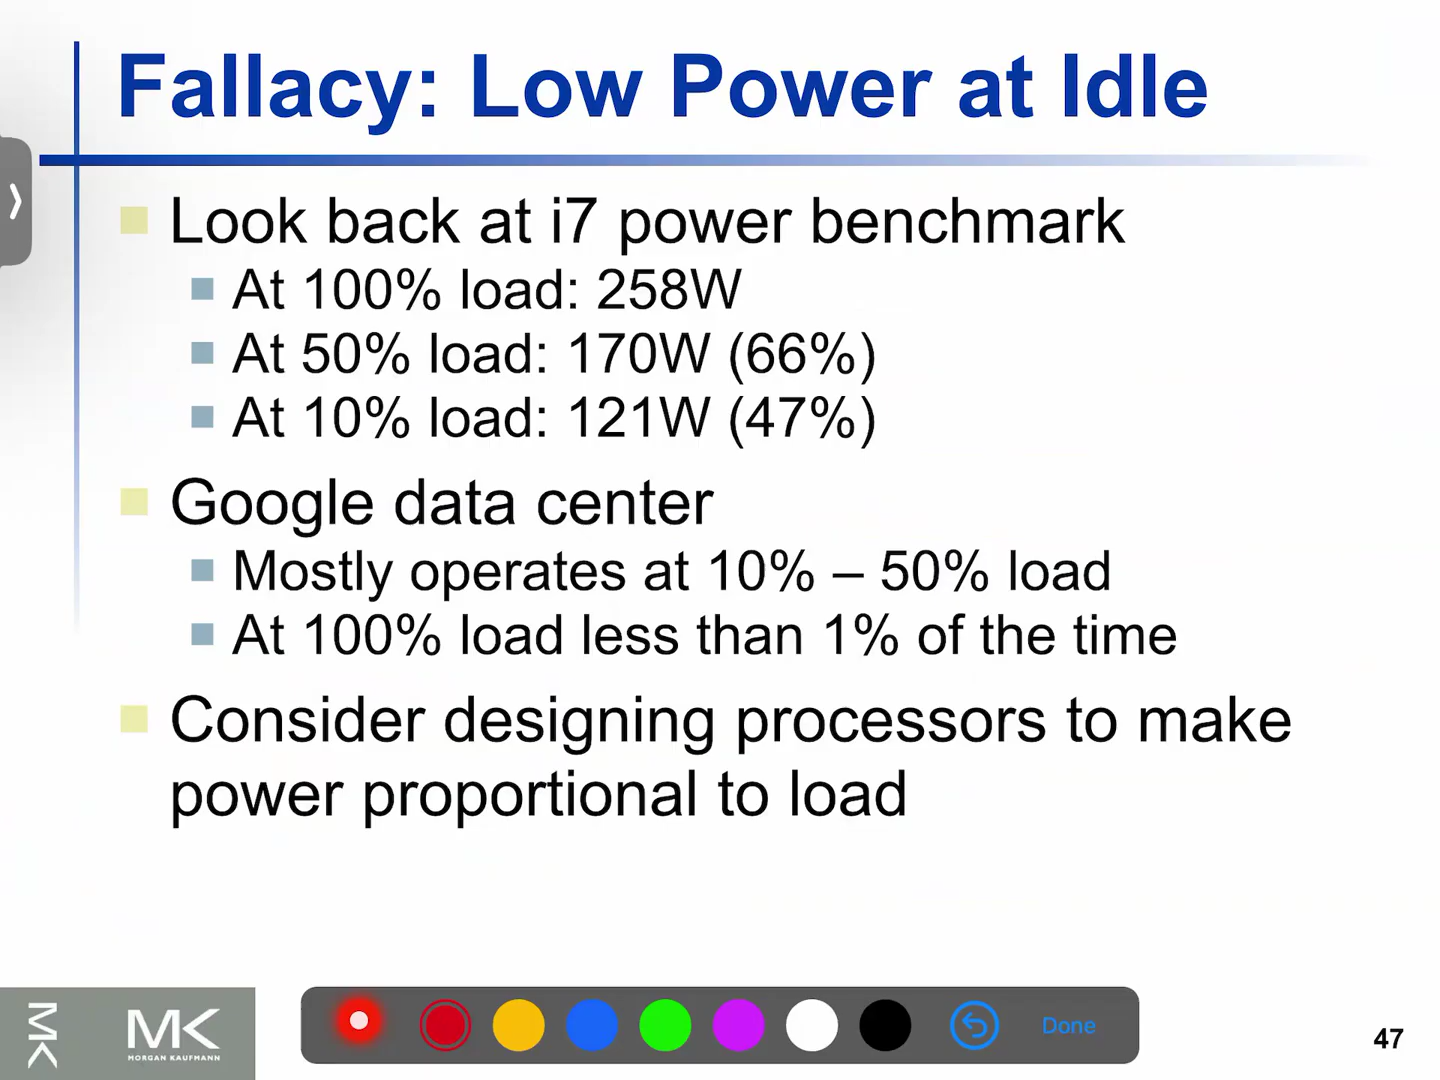 Fallacy: Low Power at Idle
Look back at i7 power benchmark
At 100% load: 258W
At 50% load: 170W (66%)
At 10% load: 121W (47%)
Google data center
Mostly operates at 10% – 50% load
At 100% load less than 1% of the time
Consider designing processors to make
power proportional to load
MK
MK
MORGAN KAUFMANN
Done
47